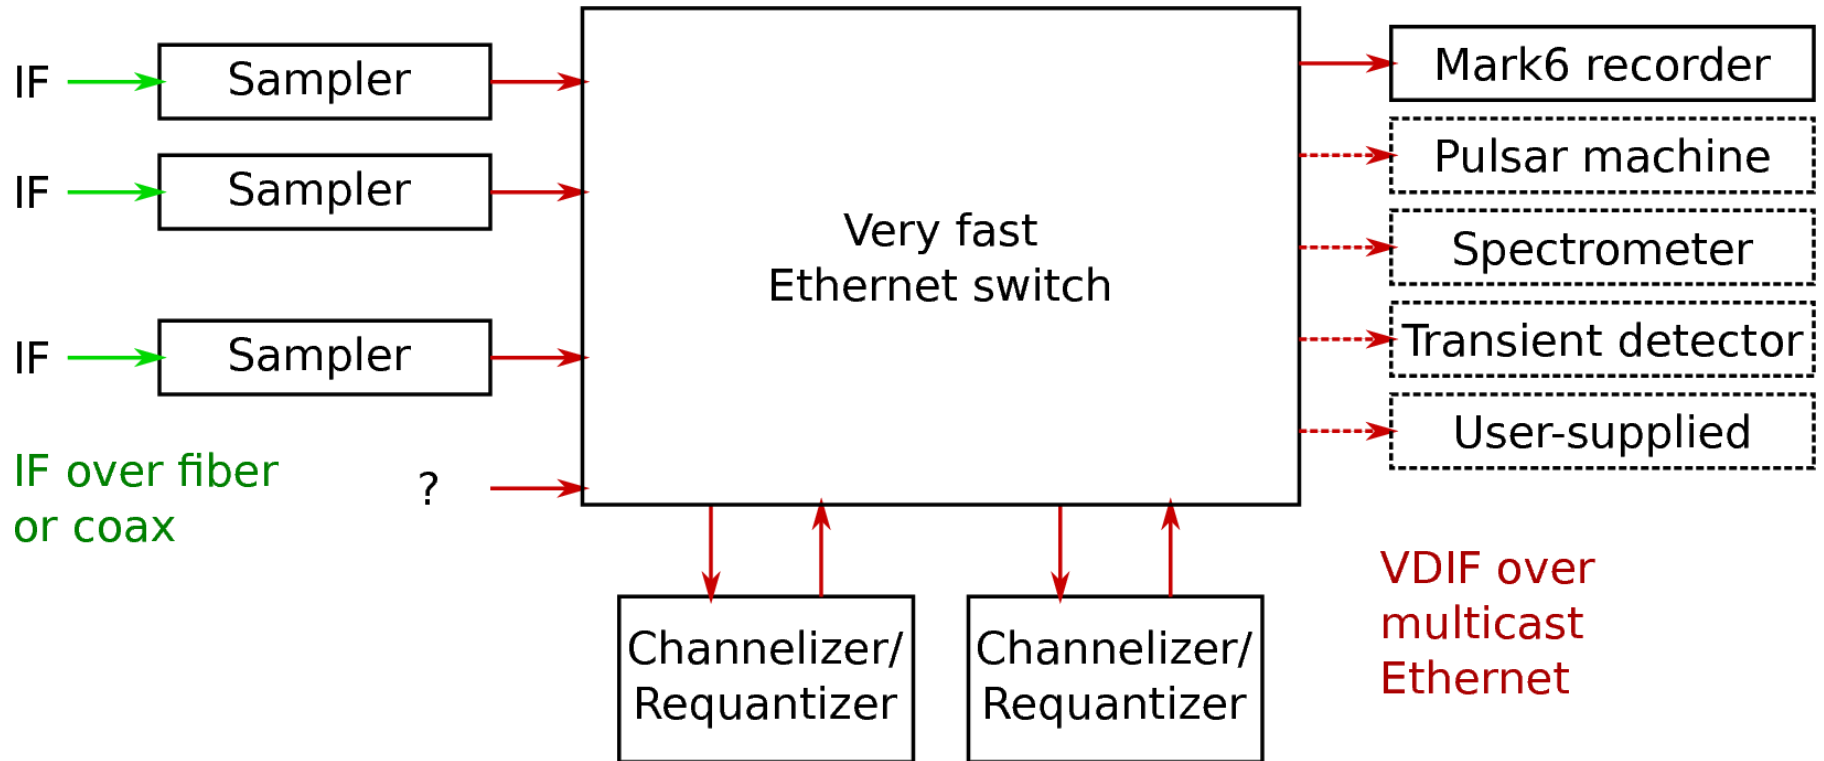 IF
Sampler
IF
Sampler
IF
Sampler
IF over fiber
or coax
?
Very fast
Ethernet switch
Mark6 recorder
Pulsar machine
Spectrometer
Transient detector
User-supplied
Channelizer/
Requantizer
Channelizer/
Requantizer
VDIF over
multicast
Ethernet